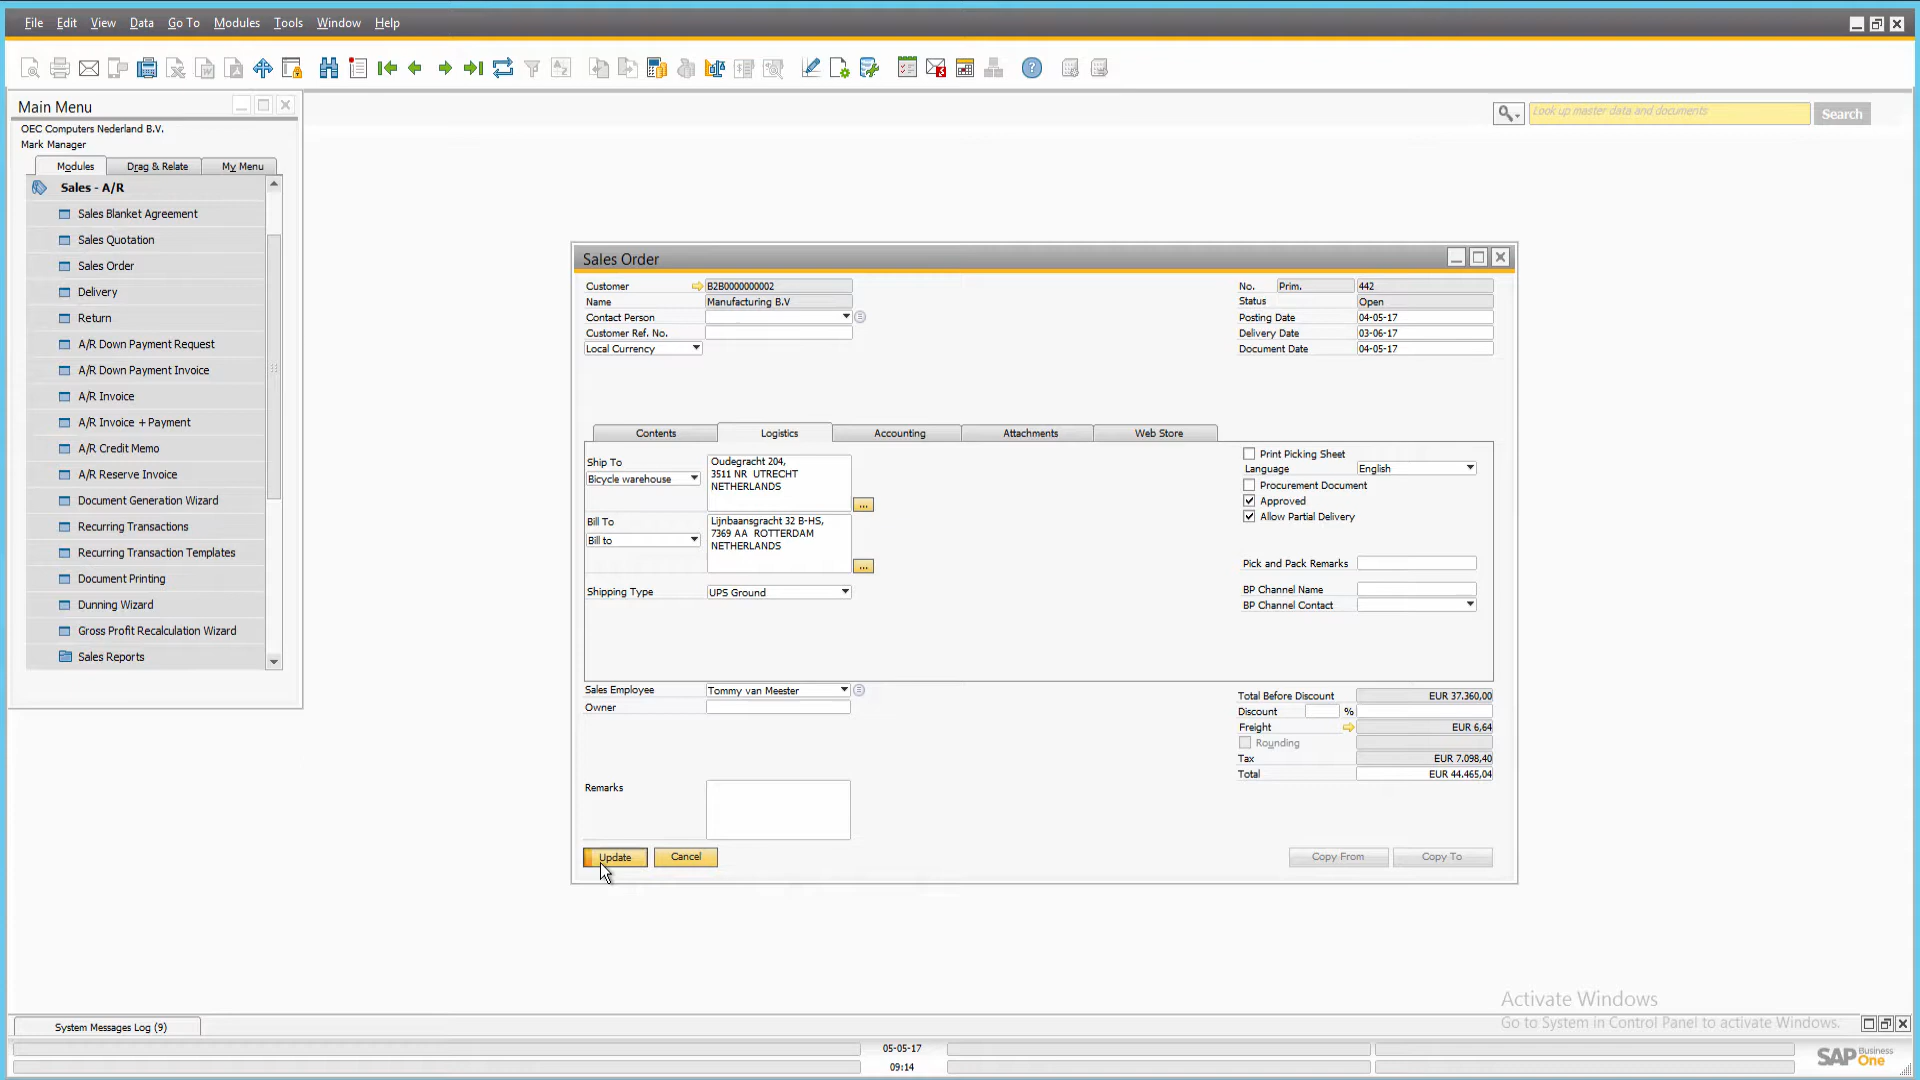 File Edit View Data Go To Modules Tools Window Help
Main Menu
OEC Computers Nederland B.V.
Mark Manager
Modules Drag & Relate My Menu
Look up master data and documents Search
Sales - A/R
Sales Blanket Agreement
Sales Quotation
Sales Order
Delivery
Return
A/R Down Payment Request
A/R Down Payment Invoice
A/R Invoice
A/R Invoice + Payment
A/R Credit Memo
A/R Reserve Invoice
Document Generation Wizard
Recurring Transactions
Recurring Transaction Templates
Document Printing
Dunning Wizard
Gross Profit Recalculation Wizard
Sales Reports
Sales Order
Customer B2B0000000002
Name Manufacturing B.V
Contact Person
Customer Ref. No.
Local Currency
No. Prim. 442
Status Open
Posting Date 04-05-17
Delivery Date 03-06-17
Document Date 04-05-17
Contents Logistics Accounting Attachments Web Store
Ship To
Bicycle warehouse
Oudegracht 204,
3511 NR UTRECHT
NETHERLANDS
...
Bill To
Bill to
Lijnbaansgracht 32 B-HS,
7369 AA ROTTERDAM
NETHERLANDS
...
Shipping Type UPS Ground
Print Picking Sheet
Language English
Procurement Document
Approved
Allow Partial Delivery
Pick and Pack Remarks
BP Channel Name
BP Channel Contact
Sales Employee Tommy van Meester
Owner
Remarks
Total Before Discount EUR 37.360,00
Discount %
Freight EUR 6,64
Rounding
Tax EUR 7.098,40
Total EUR 44.465,04
Update Cancel Copy From Copy To
Activate Windows
Go to System in Control Panel to activate Windows.
System Messages Log (9)
05-05-17
09:14
SAP Business One